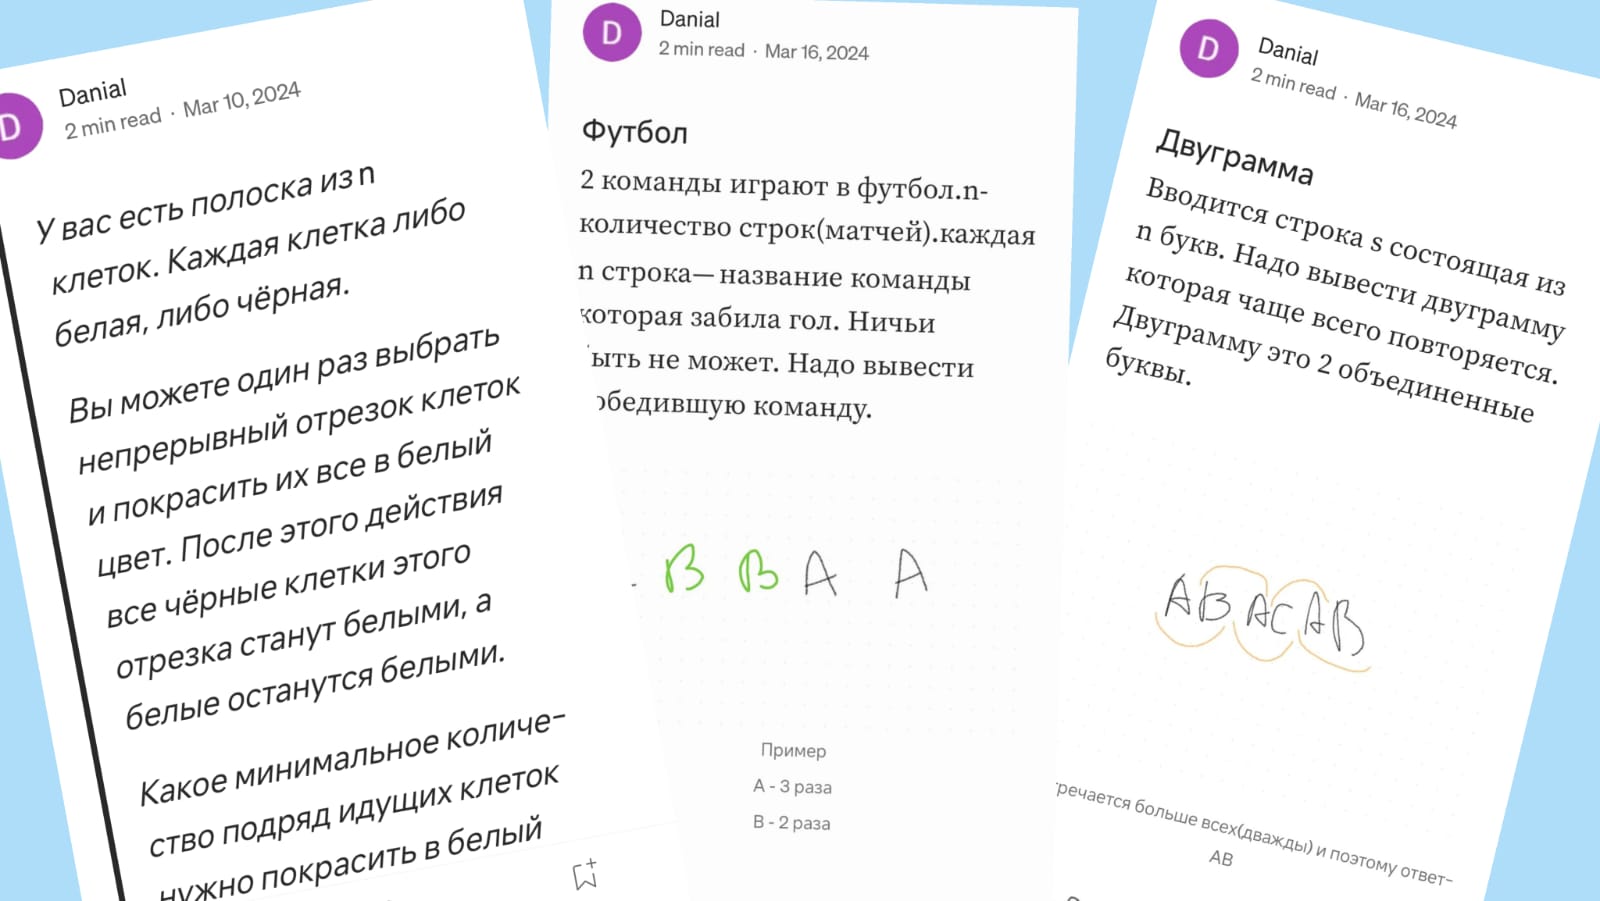 D
Danial
2 min read · Mar 10, 2024
У вас есть полоска из n
клеток. Каждая клетка либо
белая, либо чёрная.
Вы можете один раз выбрать
непрерывный отрезок клеток
и покрасить их все в белый
цвет. После этого действия
все чёрные клетки этого
отрезка станут белыми, а
белые останутся белыми.
Какое минимальное количе-
ство подряд идущих клеток
нужно покрасить в белый
D
Danial
2 min read · Mar 16, 2024
Футбол
2 команды играют в футбол.n-
количество строк(матчей).каждая
n строка—название команды
которая забила гол. Ничьи
ыть не может. Надо вывести
обедившую команду.
B B A A
Пример
A - 3 раза
B - 2 раза
D
Danial
2 min read · Mar 16, 2024
Двуграмма
Вводится строка s состоящая из
n букв. Надо вывести двуграмму
которая чаще всего повторяется.
Двуграмму это 2 объединенные
буквы.
ABACAB
речается больше всех(дважды) и поэтому ответ-
AB